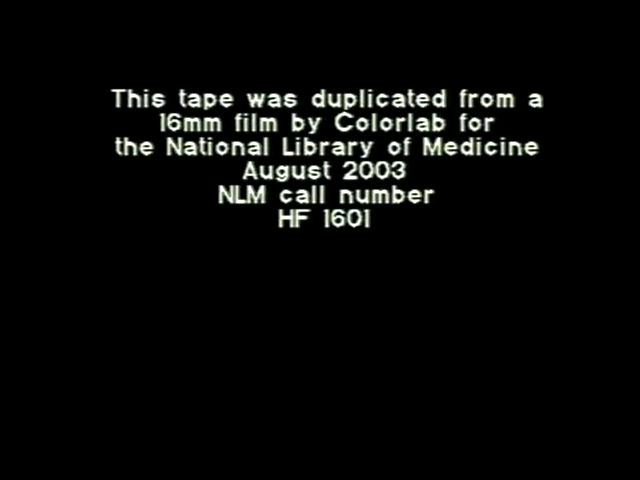 This tape was duplicated from a
16mm film by Colorlab for
the National Library of Medicine
August 2003
NLM call number
HF 1601